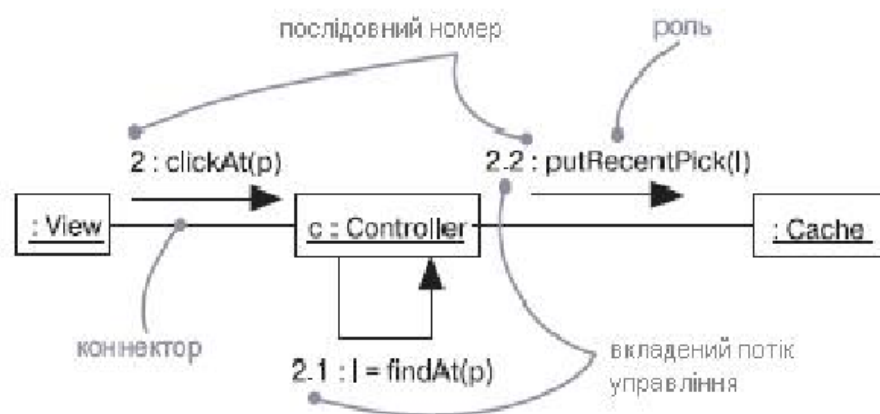 послідовний номер
роль
2 : clickAt(p)
2.2 : putRecentPick(l)
: View
c : Controller
: Cache
коннектор
2.1 : l = findAt(p)
вкладений потік
управління